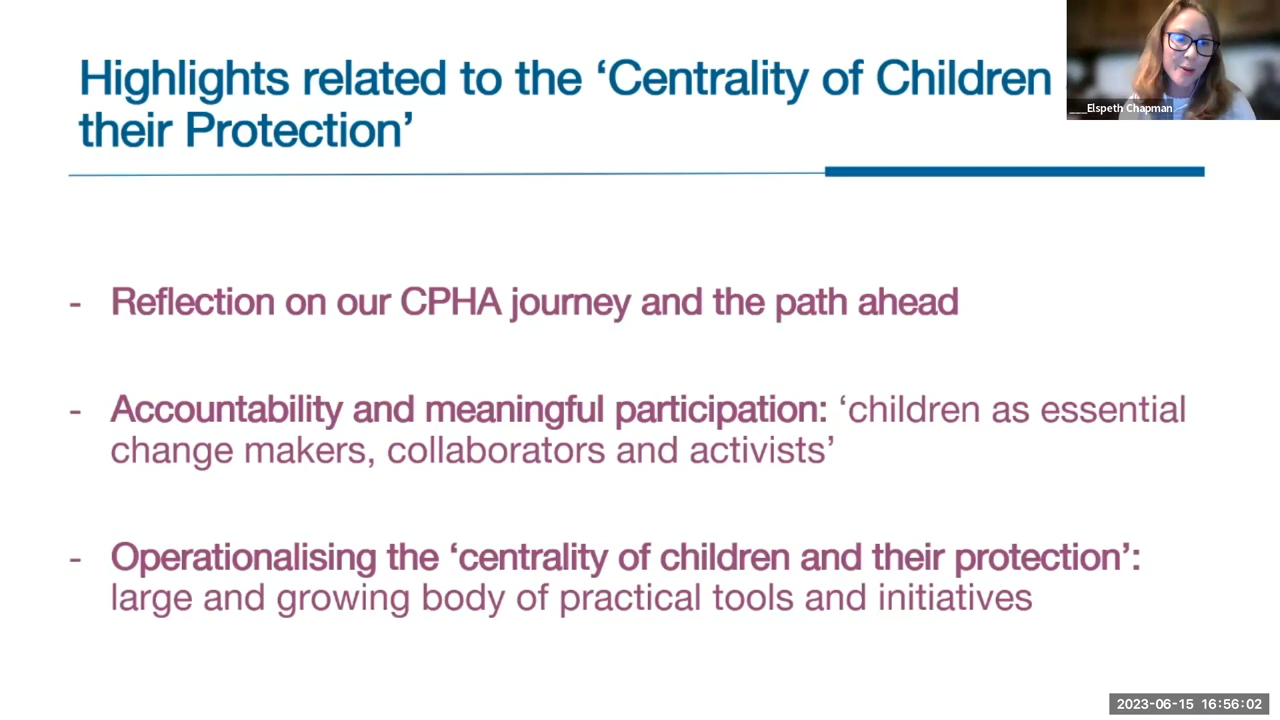 Highlights related to the ‘Centrality of Children
their Protection’
___Elspeth Chapman
- Reflection on our CPHA journey and the path ahead
- Accountability and meaningful participation: ‘children as essential
change makers, collaborators and activists’
- Operationalising the ‘centrality of children and their protection’:
large and growing body of practical tools and initiatives
2023-06-15 16:56:02